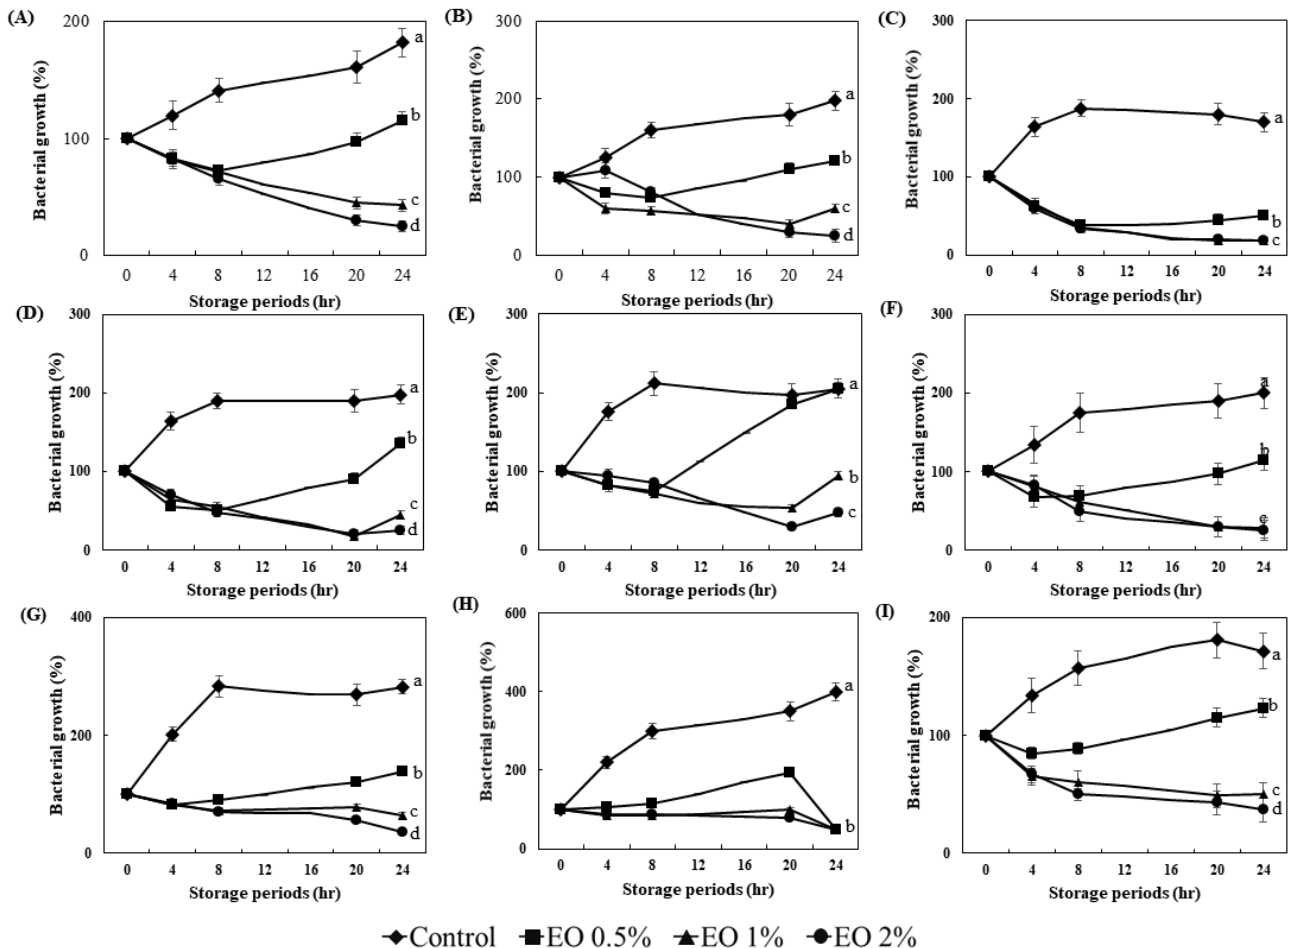 (A)
200
100
0
Bacterial growth (%)
a
b
c
d
0 4 8 12 16 20 24
Storage periods (hr)
(B)
300
200
100
0
Bacterial growth (%)
a
b
c
d
0 4 8 12 16 20 24
Storage periods (hr)
(C)
300
200
100
0
Bacterial growth (%)
a
b
c
0 4 8 12 16 20 24
Storage periods (hr)
(D)
300
200
100
0
Bacterial growth (%)
a
b
c
d
0 4 8 12 16 20 24
Storage periods (hr)
(E)
300
200
100
0
Bacterial growth (%)
a
b
c
0 4 8 12 16 20 24
Storage periods (hr)
(F)
300
200
100
0
Bacterial growth (%)
a
b
c
0 4 8 12 16 20 24
Storage periods (hr)
(G)
400
300
200
100
0
Bacterial growth (%)
a
b
c
d
0 4 8 12 16 20 24
Storage periods (hr)
(H)
600
400
200
0
Bacterial growth (%)
a
b
0 4 8 12 16 20 24
Storage periods (hr)
(I)
200
100
0
Bacterial growth (%)
a
b
c
d
0 4 8 12 16 20 24
Storage periods (hr)
Control EO 0.5% EO 1% EO 2%